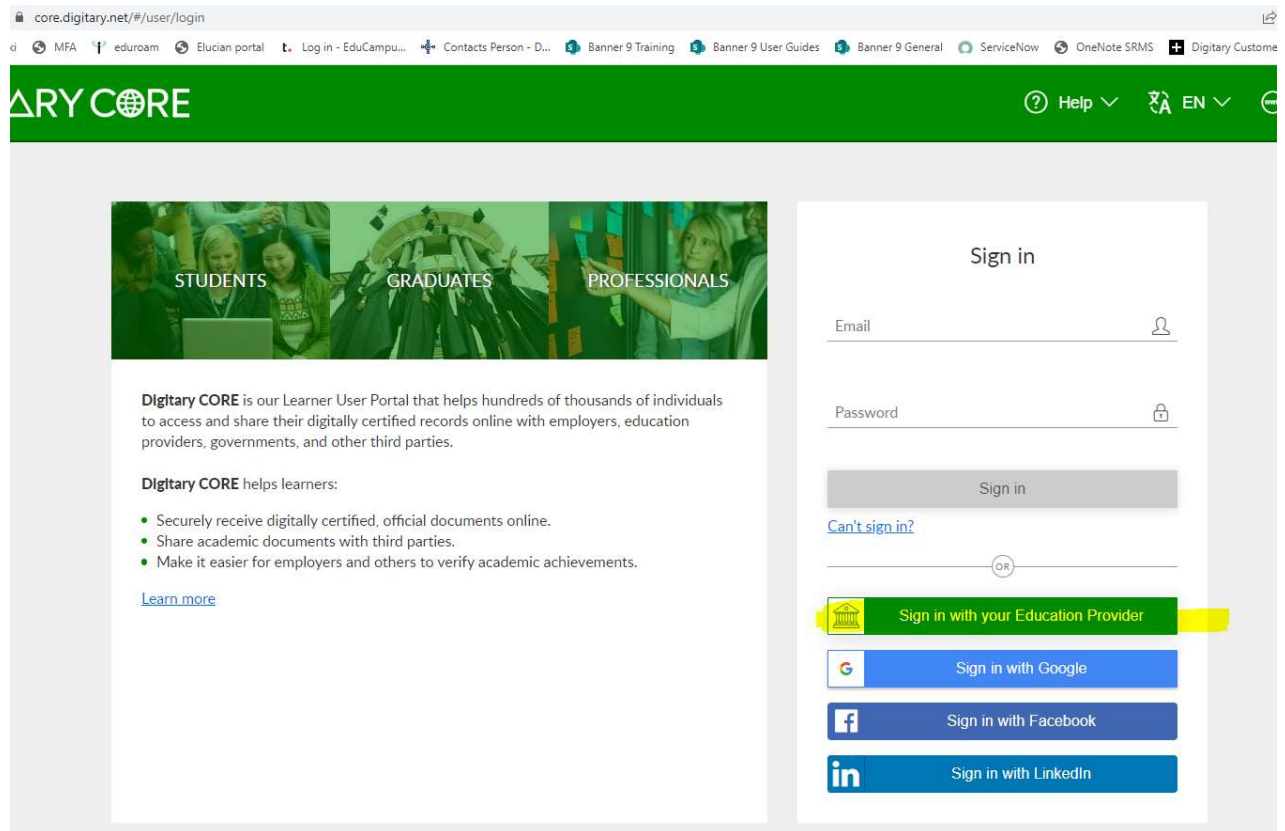 core.digitary.net/#/user/login
MFA eduroam Elucian portal Log in - EduCampu... Contacts Person - D... Banner 9 Training Banner 9 User Guides Banner 9 General ServiceNow OneNote SRMS Digitary Custome
ARY CORE
Help EN
STUDENTS GRADUATES PROFESSIONALS
Sign in
Email
Digitary CORE is our Learner User Portal that helps hundreds of thousands of individuals
to access and share their digitally certified records online with employers, education
providers, governments, and other third parties.
Password
Digitary CORE helps learners:
Sign in
• Securely receive digitally certified, official documents online.
Can't sign in?
• Share academic documents with third parties.
• Make it easier for employers and others to verify academic achievements.
OR
Learn more
Sign in with your Education Provider
G Sign in with Google
f Sign in with Facebook
in Sign in with LinkedIn